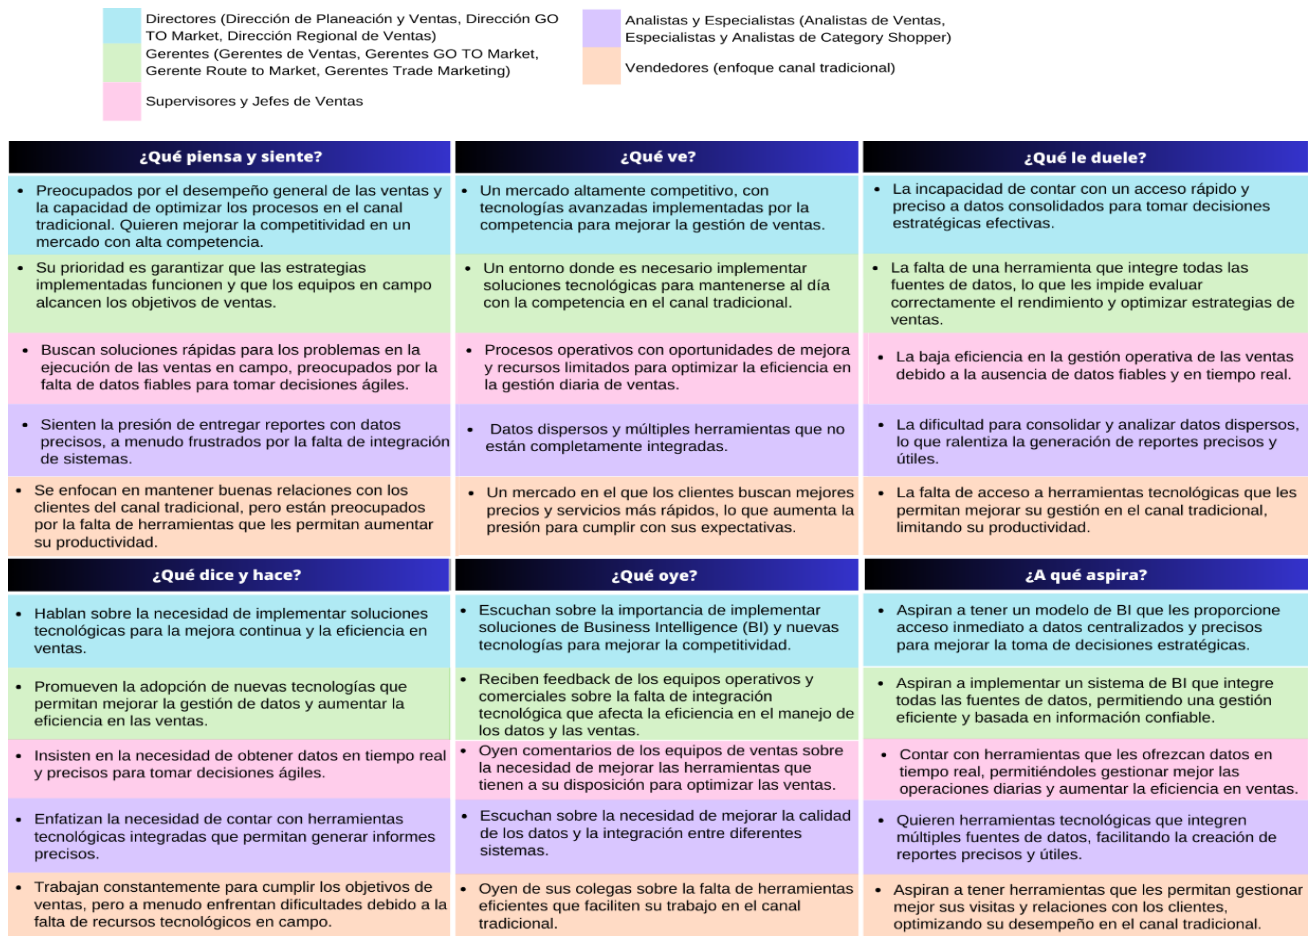 Directores (Dirección de Planeación y Ventas, Dirección GO
TO Market, Dirección Regional de Ventas)
Gerentes (Gerentes de Ventas, Gerentes GO TO Market,
Gerente Route to Market, Gerentes Trade Marketing)
Supervisores y Jefes de Ventas
Analistas y Especialistas (Analistas de Ventas,
Especialistas y Analistas de Category Shopper)
Vendedores (enfoque canal tradicional)
¿Qué piensa y siente?
• Preocupados por el desempeño general de las ventas y
la capacidad de optimizar los procesos en el canal
tradicional. Quieren mejorar la competitividad en un
mercado con alta competencia.
• Su prioridad es garantizar que las estrategias
implementadas funcionen y que los equipos en campo
alcancen los objetivos de ventas.
• Buscan soluciones rápidas para los problemas en la
ejecución de las ventas en campo, preocupados por la
falta de datos fiables para tomar decisiones ágiles.
• Sienten la presión de entregar reportes con datos
precisos, a menudo frustrados por la falta de integración
de sistemas.
• Se enfocan en mantener buenas relaciones con los
clientes del canal tradicional, pero están preocupados
por la falta de herramientas que les permitan aumentar
su productividad.
¿Qué ve?
• Un mercado altamente competitivo, con
tecnologías avanzadas implementadas por la
competencia para mejorar la gestión de ventas.
• Un entorno donde es necesario implementar
soluciones tecnológicas para mantenerse al día
con la competencia en el canal tradicional.
• Procesos operativos con oportunidades de mejora
y recursos limitados para optimizar la eficiencia en
la gestión diaria de ventas.
• Datos dispersos y múltiples herramientas que no
están completamente integradas.
• Un mercado en el que los clientes buscan mejores
precios y servicios más rápidos, lo que aumenta la
presión para cumplir con sus expectativas.
¿Qué le duele?
• La incapacidad de contar con un acceso rápido y
preciso a datos consolidados para tomar decisiones
estratégicas efectivas.
• La falta de una herramienta que integre todas las
fuentes de datos, lo que les impide evaluar
correctamente el rendimiento y optimizar estrategias de
ventas.
• La baja eficiencia en la gestión operativa de las ventas
debido a la ausencia de datos fiables y en tiempo real.
• La dificultad para consolidar y analizar datos dispersos,
lo que ralentiza la generación de reportes precisos y
útiles.
• La falta de acceso a herramientas tecnológicas que les
permitan mejorar su gestión en el canal tradicional,
limitando su productividad.
¿Qué dice y hace?
• Hablan sobre la necesidad de implementar soluciones
tecnológicas para la mejora continua y la eficiencia en
ventas.
• Promueven la adopción de nuevas tecnologías que
permitan mejorar la gestión de datos y aumentar la
eficiencia en las ventas.
• Insisten en la necesidad de obtener datos en tiempo real
y precisos para tomar decisiones ágiles.
• Enfatizan la necesidad de contar con herramientas
tecnológicas integradas que permitan generar informes
precisos.
• Trabajan constantemente para cumplir los objetivos de
ventas, pero a menudo enfrentan dificultades debido a la
falta de recursos tecnológicos en campo.
¿Qué oye?
• Escuchan sobre la importancia de implementar
soluciones de Business Intelligence (BI) y nuevas
tecnologías para mejorar la competitividad.
• Reciben feedback de los equipos operativos y
comerciales sobre la falta de integración
tecnológica que afecta la eficiencia en el manejo de
los datos y las ventas.
• Oyen comentarios de los equipos de ventas sobre
la necesidad de mejorar las herramientas que
tienen a su disposición para optimizar las ventas.
• Escuchan sobre la necesidad de mejorar la calidad
de los datos y la integración entre diferentes
sistemas.
• Oyen de sus colegas sobre la falta de herramientas
eficientes que faciliten su trabajo en el canal
tradicional.
¿A qué aspira?
• Aspiran a tener un modelo de BI que les proporcione
acceso inmediato a datos centralizados y precisos
para mejorar la toma de decisiones estratégicas.
• Aspiran a implementar un sistema de BI que integre
todas las fuentes de datos, permitiendo una gestión
eficiente y basada en información confiable.
• Contar con herramientas que les ofrezcan datos en
tiempo real, permitiéndoles gestionar mejor las
operaciones diarias y aumentar la eficiencia en ventas.
• Quieren herramientas tecnológicas que integren
múltiples fuentes de datos, facilitando la creación de
reportes precisos y útiles.
• Aspiran a tener herramientas que les permitan gestionar
mejor sus visitas y relaciones con los clientes,
optimizando su desempeño en el canal tradicional.